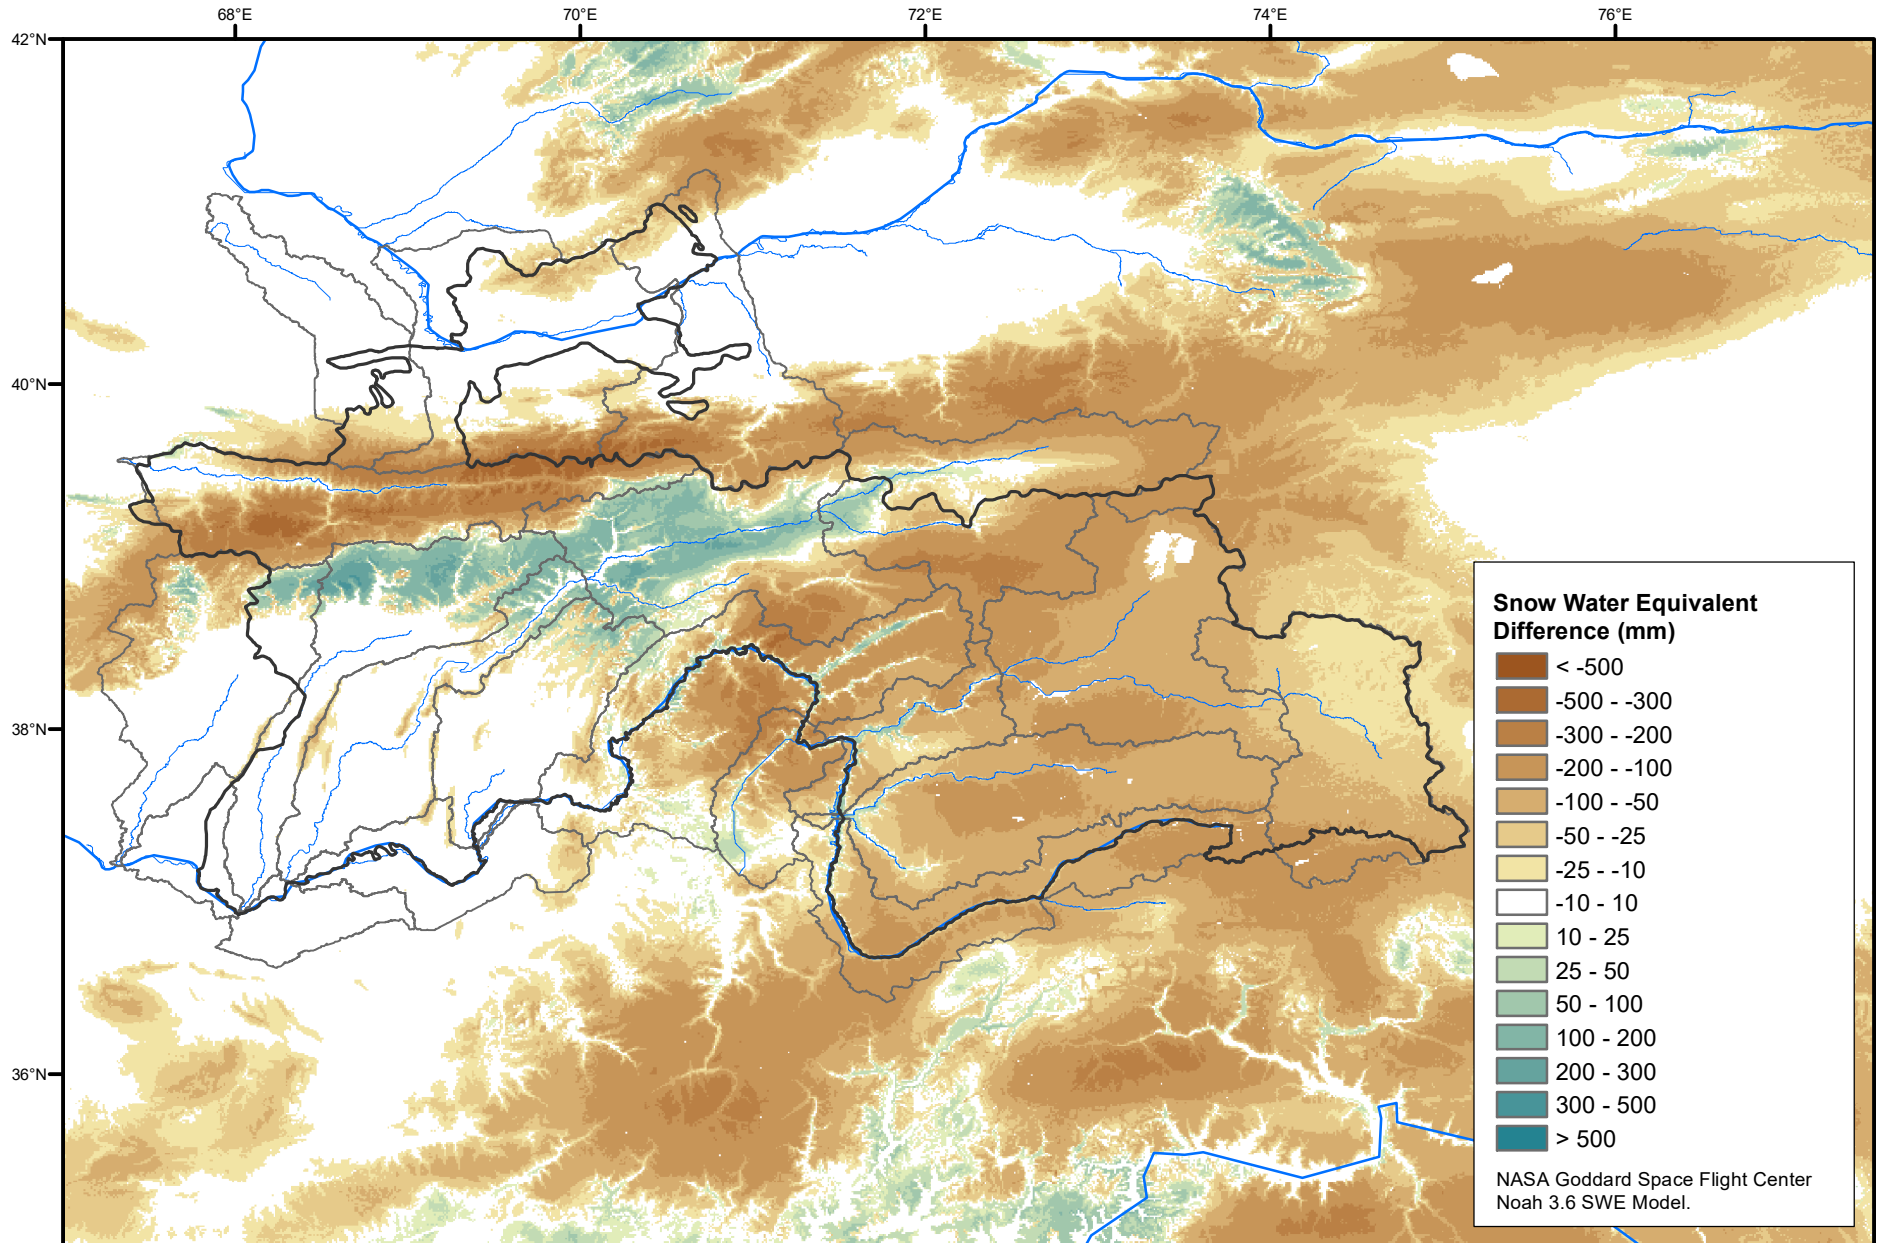 68°E 70°E 72°E 74°E 76°E
42°N
40°N
38°N
36°N
Snow Water Equivalent
Difference (mm)
< -500
-500 - -300
-300 - -200
-200 - -100
-100 - -50
-50 - -25
-25 - -10
-10 - 10
10 - 25
25 - 50
50 - 100
100 - 200
200 - 300
300 - 500
> 500
NASA Goddard Space Flight Center
Noah 3.6 SWE Model.